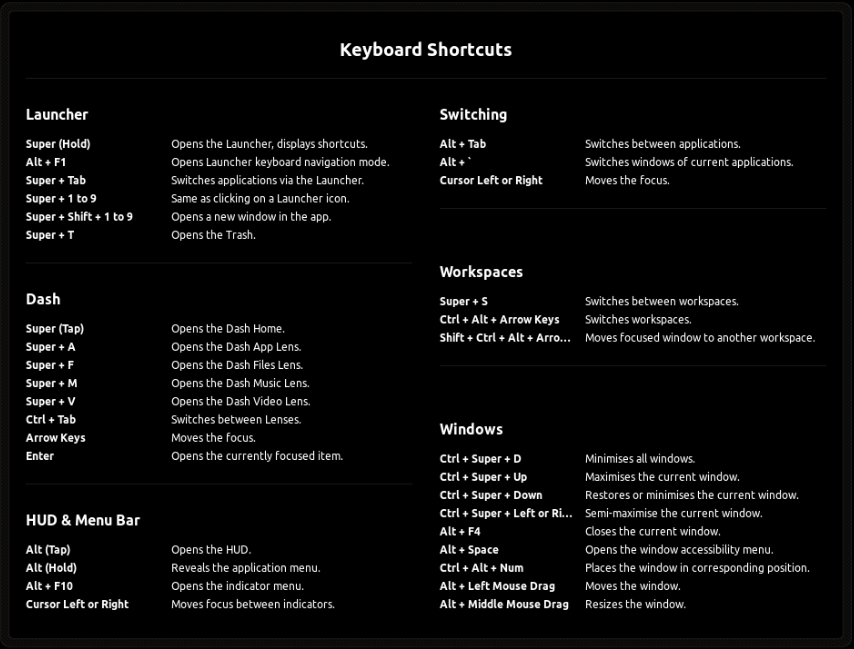 Keyboard Shortcuts
Launcher
Super (Hold) Opens the Launcher, displays shortcuts.
Alt + F1 Opens Launcher keyboard navigation mode.
Super + Tab Switches applications via the Launcher.
Super + 1 to 9 Same as clicking on a Launcher icon.
Super + Shift + 1 to 9 Opens a new window in the app.
Super + T Opens the Trash.
Dash
Super (Tap) Opens the Dash Home.
Super + A Opens the Dash App Lens.
Super + F Opens the Dash Files Lens.
Super + M Opens the Dash Music Lens.
Super + V Opens the Dash Video Lens.
Ctrl + Tab Switches between Lenses.
Arrow Keys Moves the focus.
Enter Opens the currently focused item.
HUD & Menu Bar
Alt (Tap) Opens the HUD.
Alt (Hold) Reveals the application menu.
Alt + F10 Opens the indicator menu.
Cursor Left or Right Moves focus between indicators.
Switching
Alt + Tab Switches between applications.
Alt + ` Switches windows of current applications.
Cursor Left or Right Moves the focus.
Workspaces
Super + S Switches between workspaces.
Ctrl + Alt + Arrow Keys Switches workspaces.
Shift + Ctrl + Alt + Arro... Moves focused window to another workspace.
Windows
Ctrl + Super + D Minimises all windows.
Ctrl + Super + Up Maximises the current window.
Ctrl + Super + Down Restores or minimises the current window.
Ctrl + Super + Left or Ri... Semi-maximise the current window.
Alt + F4 Closes the current window.
Alt + Space Opens the window accessibility menu.
Ctrl + Alt + Num Places the window in corresponding position.
Alt + Left Mouse Drag Moves the window.
Alt + Middle Mouse Drag Resizes the window.